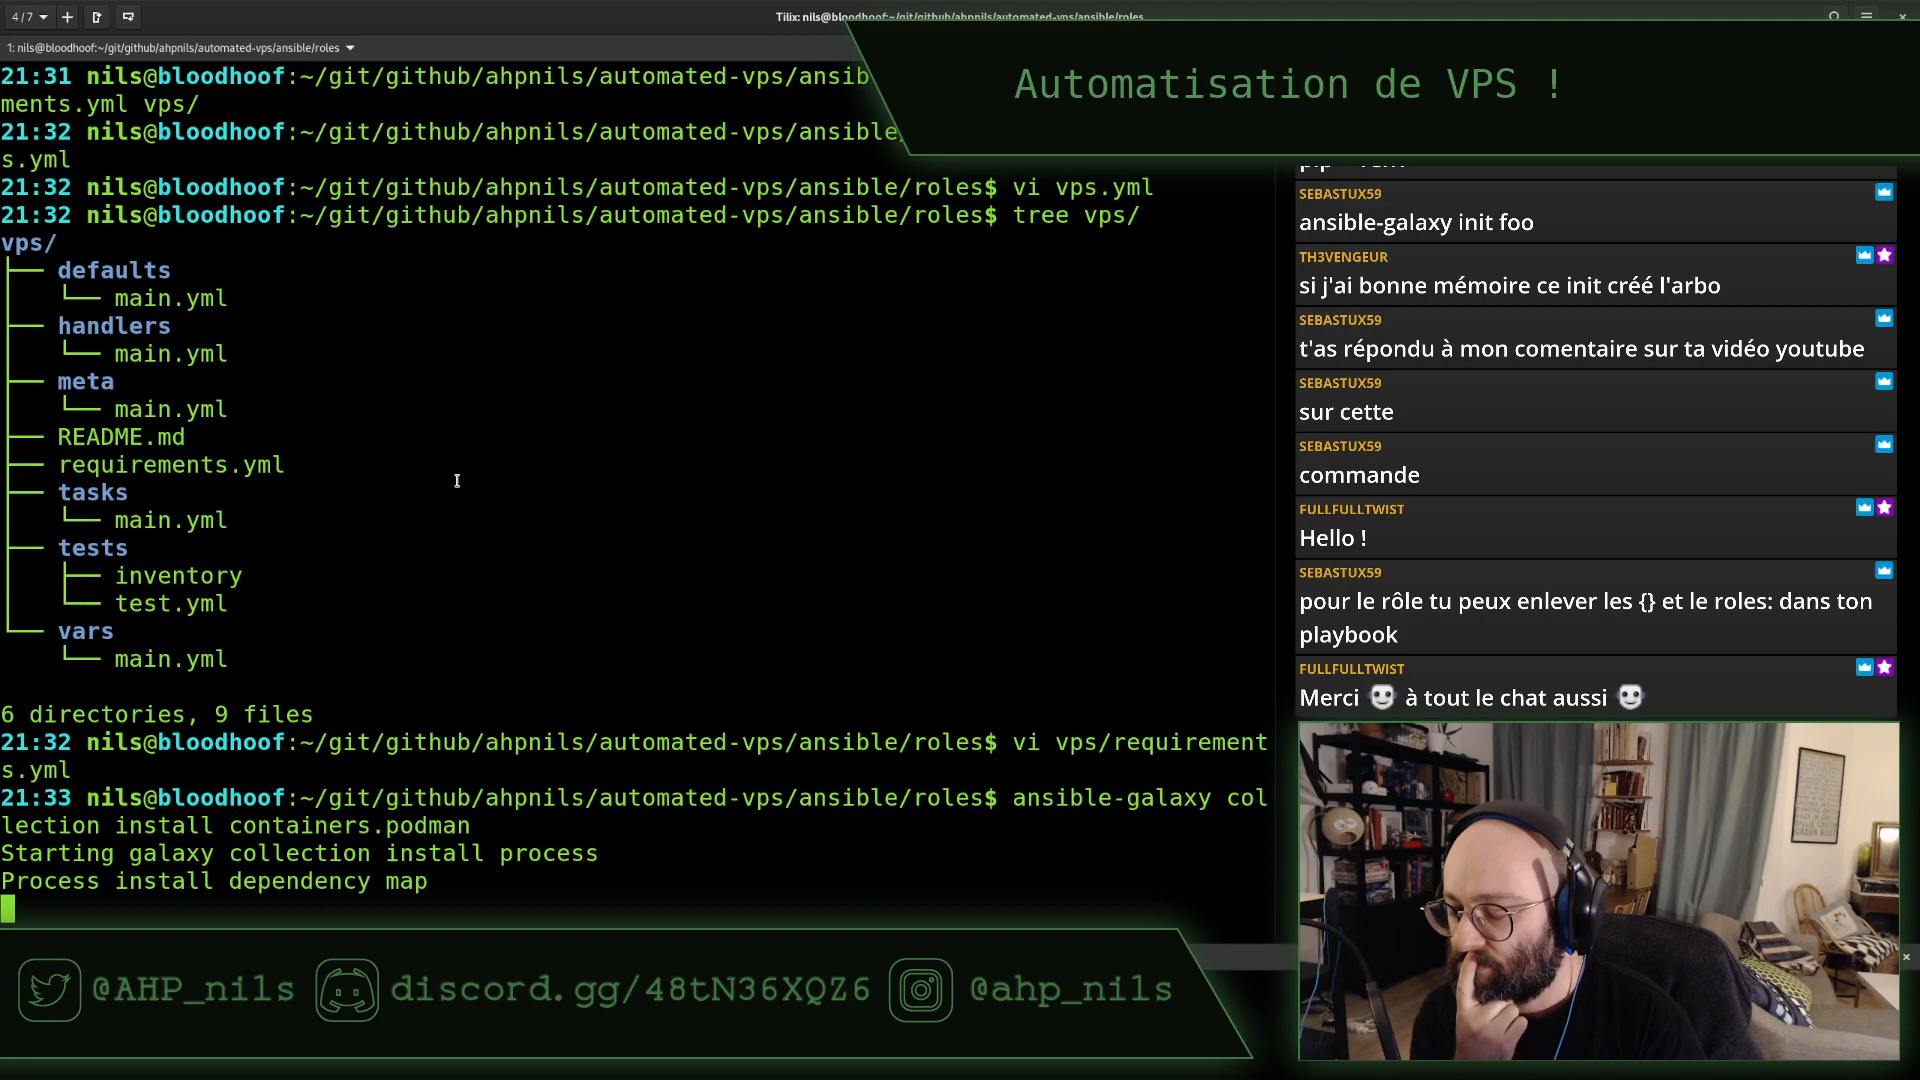 4/7
Tilix: nils@bloodhoof:~/git/github/ahpnils/automated-vps/ansible/roles
1: nils@bloodhoof:~/git/github/ahpnils/automated-vps/ansible/roles
21:31 nils@bloodhoof:~/git/github/ahpnils/automated-vps/ansib
ments.yml vps/
21:32 nils@bloodhoof:~/git/github/ahpnils/automated-vps/ansible/
s.yml
21:32 nils@bloodhoof:~/git/github/ahpnils/automated-vps/ansible/roles$ vi vps.yml
21:32 nils@bloodhoof:~/git/github/ahpnils/automated-vps/ansible/roles$ tree vps/
vps/
├── defaults
│   └── main.yml
├── handlers
│   └── main.yml
├── meta
│   └── main.yml
├── README.md
├── requirements.yml
├── tasks
│   └── main.yml
├── tests
│   ├── inventory
│   └── test.yml
└── vars
    └── main.yml
6 directories, 9 files
21:32 nils@bloodhoof:~/git/github/ahpnils/automated-vps/ansible/roles$ vi vps/requirement
s.yml
21:33 nils@bloodhoof:~/git/github/ahpnils/automated-vps/ansible/roles$ ansible-galaxy col
lection install containers.podman
Starting galaxy collection install process
Process install dependency map
Automatisation de VPS !
SEBASTUX59
ansible-galaxy init foo
TH3VENGEUR
si j'ai bonne mémoire ce init créé l'arbo
SEBASTUX59
t'as répondu à mon comentaire sur ta vidéo youtube
SEBASTUX59
sur cette
SEBASTUX59
commande
FULLFULLTWIST
Hello !
SEBASTUX59
pour le rôle tu peux enlever les {} et le roles: dans ton
playbook
FULLFULLTWIST
Merci à tout le chat aussi
@AHP_nils
discord.gg/48tN36XQZ6
@ahp_nils